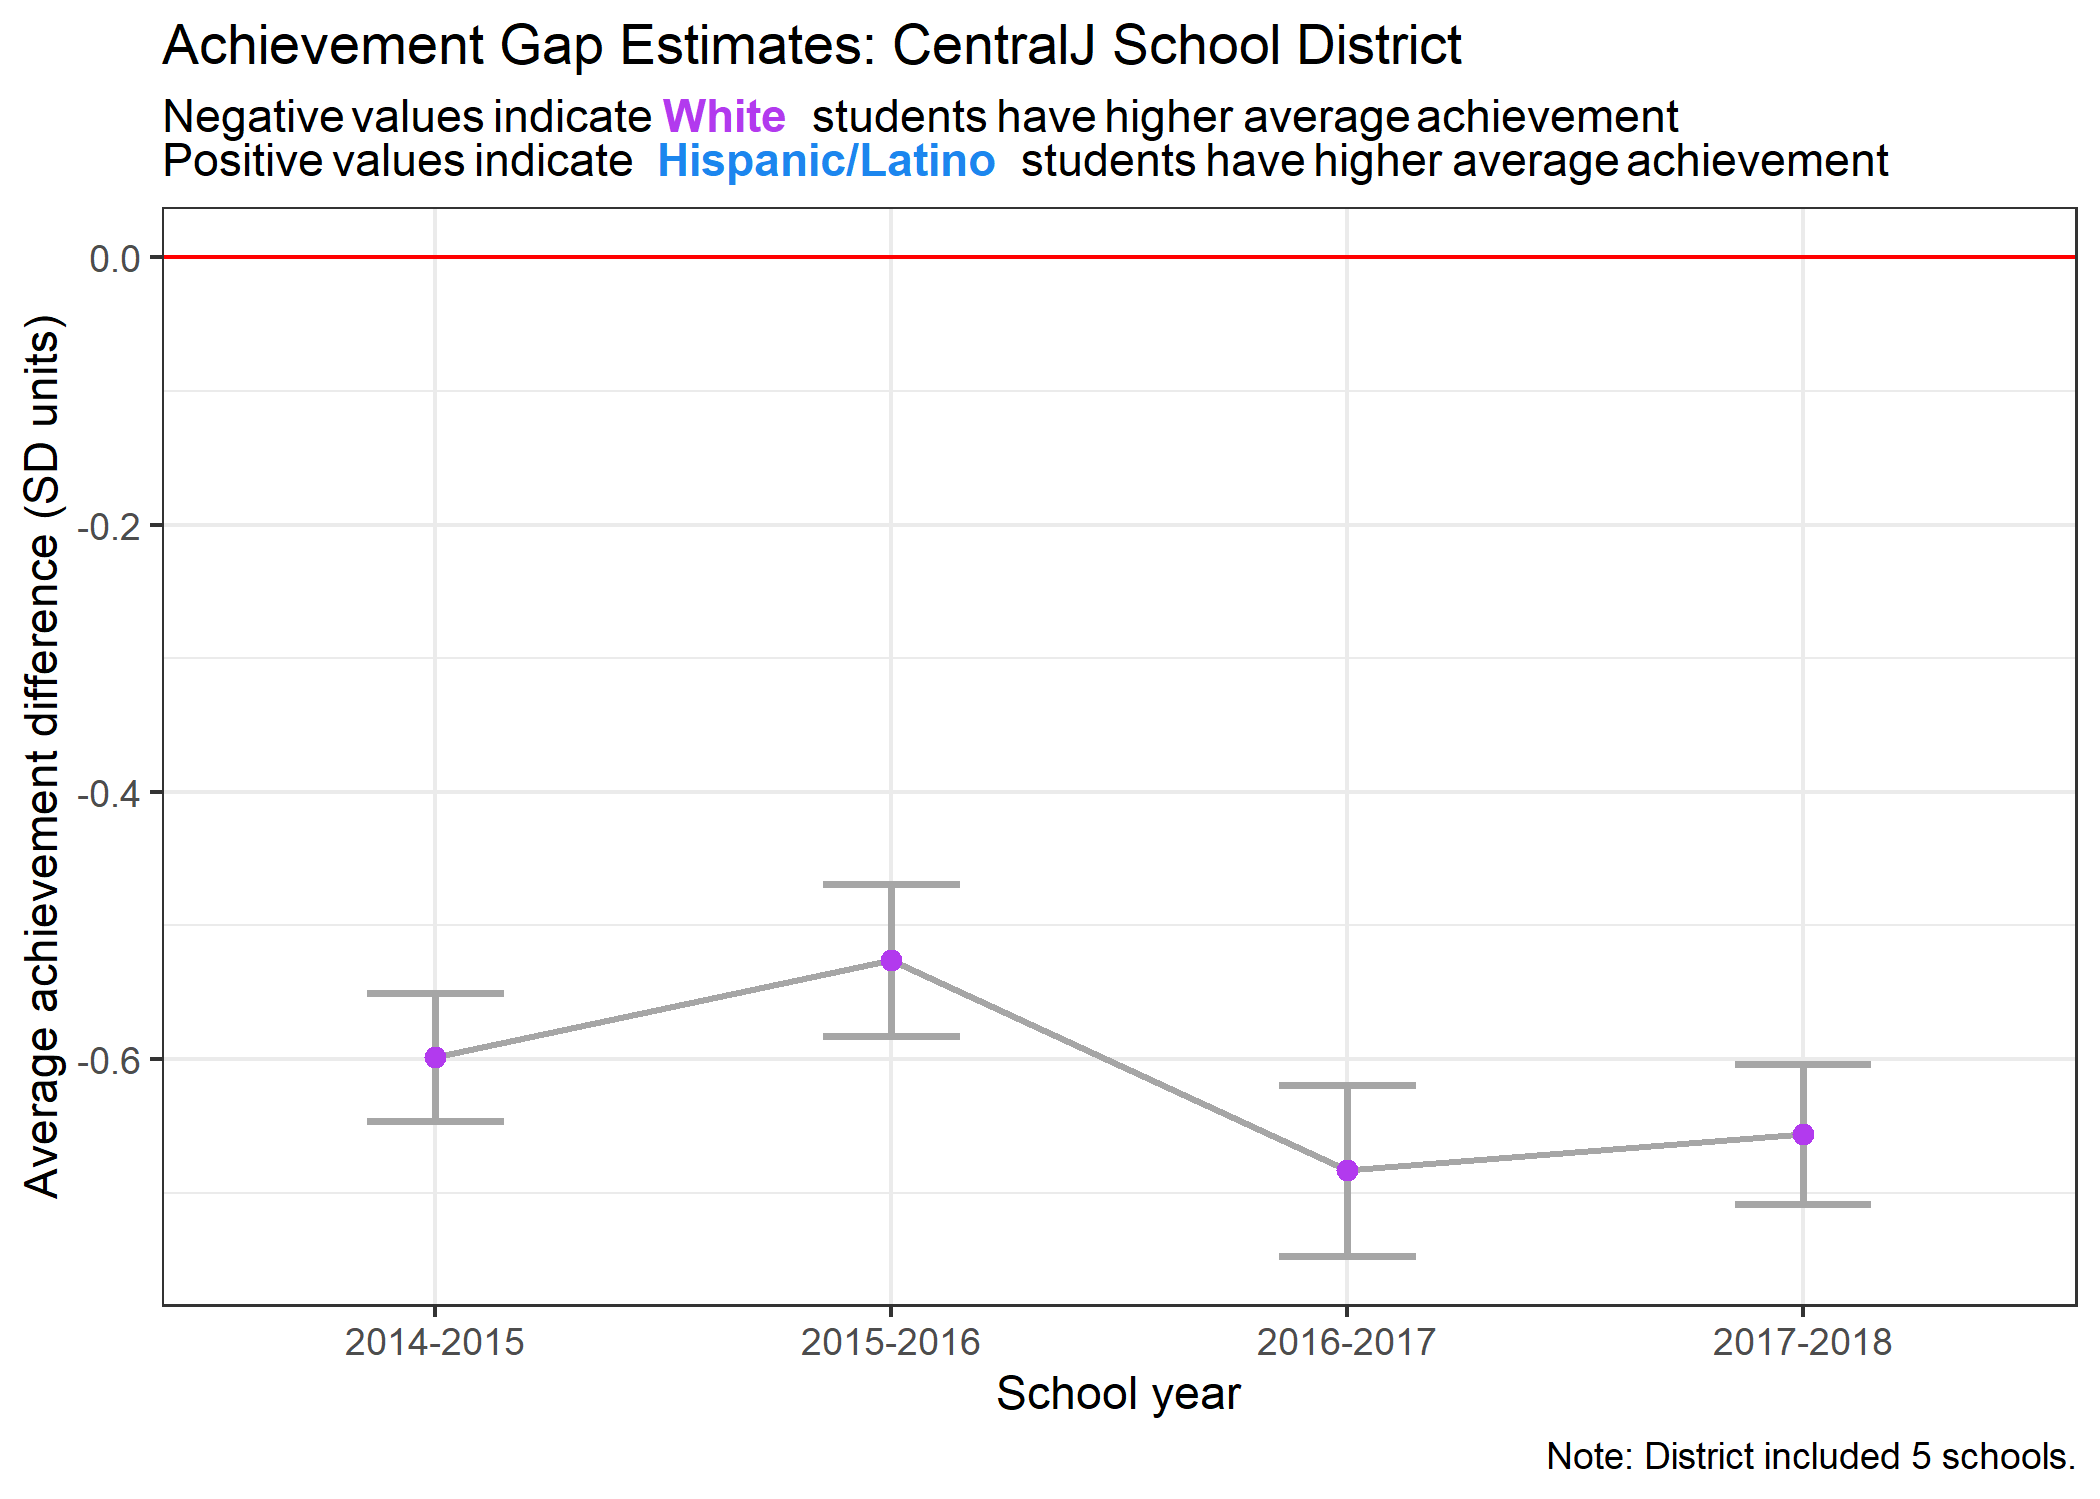 Achievement Gap Estimates: CentralJ School District
Negative values indicate White students have higher average achievement
Positive values indicate Hispanic/Latino students have higher average achievement
Average achievement difference (SD units)
0.0
-0.2
-0.4
-0.6
2014-2015 2015-2016 2016-2017 2017-2018
School year
Note: District included 5 schools.